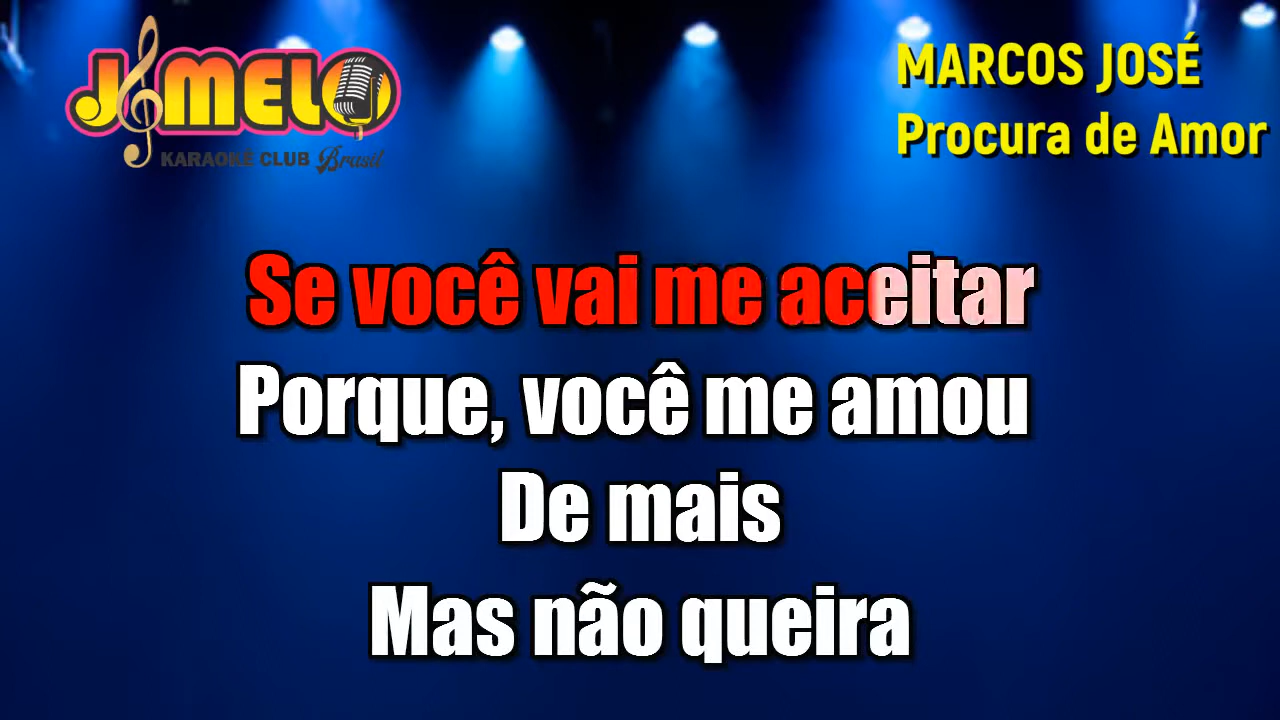 J MELO
KARAOKÊ CLUB Brasil
MARCOS JOSÉ
Procura de Amor
Se você vai me aceitar
Porque, você me amou
De mais
Mas não queira